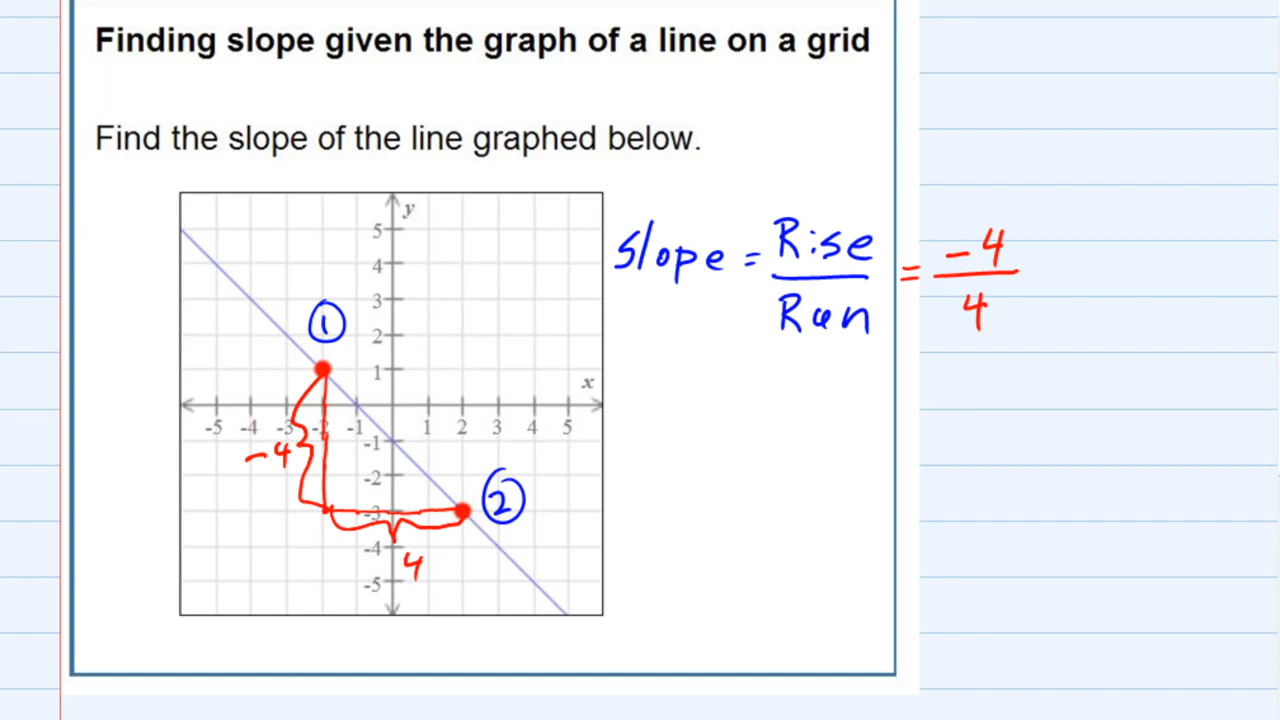 Finding slope given the graph of a line on a grid
Find the slope of the line graphed below.
y
5
4
3
2
1
-1
-2
-3
-4
-5
x
-5 -4 -3 -2 -1 1 2 3 4 5
①
②
-4
4
Slope = Rise / Run = -4 / 4